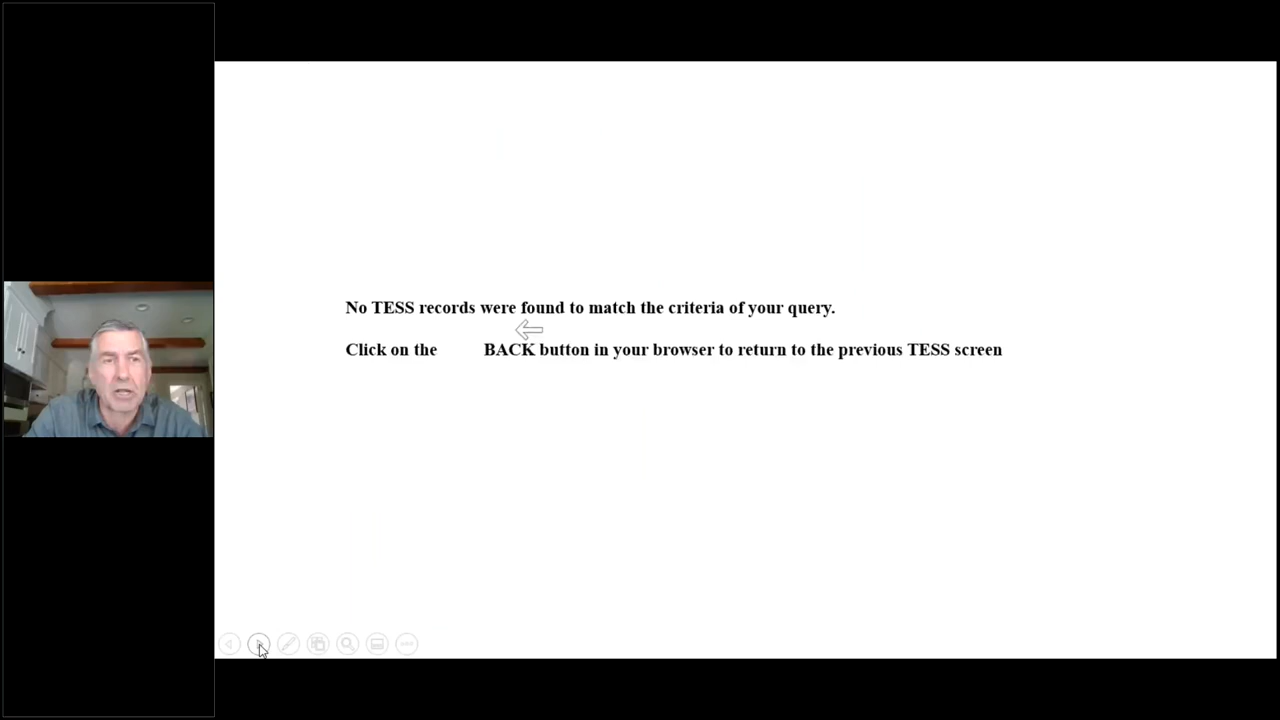 No TESS records were found to match the criteria of your query.
Click on the BACK button in your browser to return to the previous TESS screen